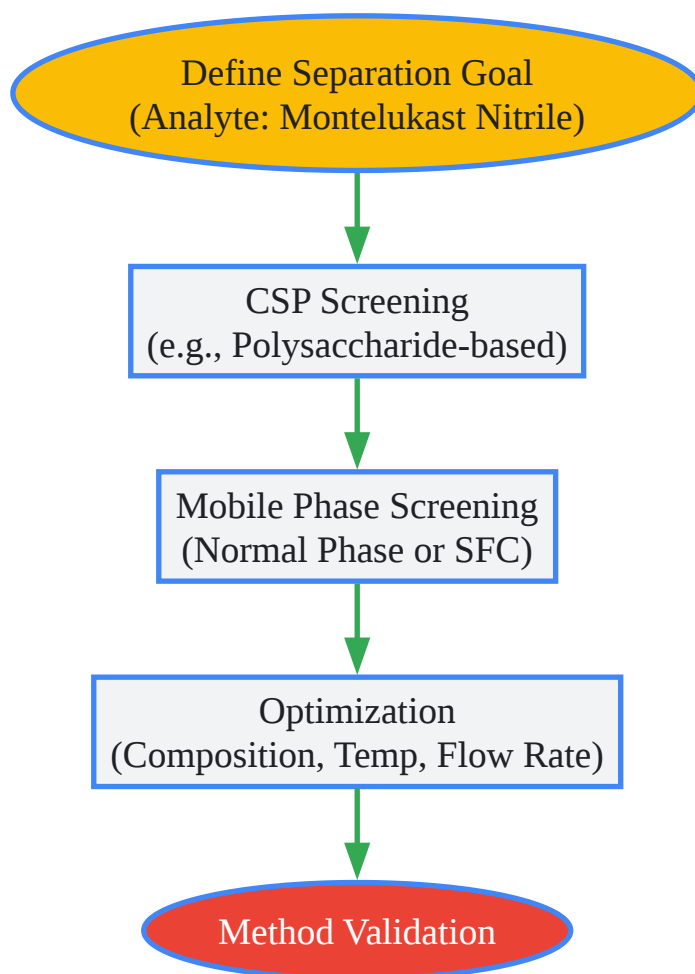 Define Separation Goal
(Analyte: Montelukast Nitrile)
CSP Screening
(e.g., Polysaccharide-based)
Mobile Phase Screening
(Normal Phase or SFC)
Optimization
(Composition, Temp, Flow Rate)
Method Validation